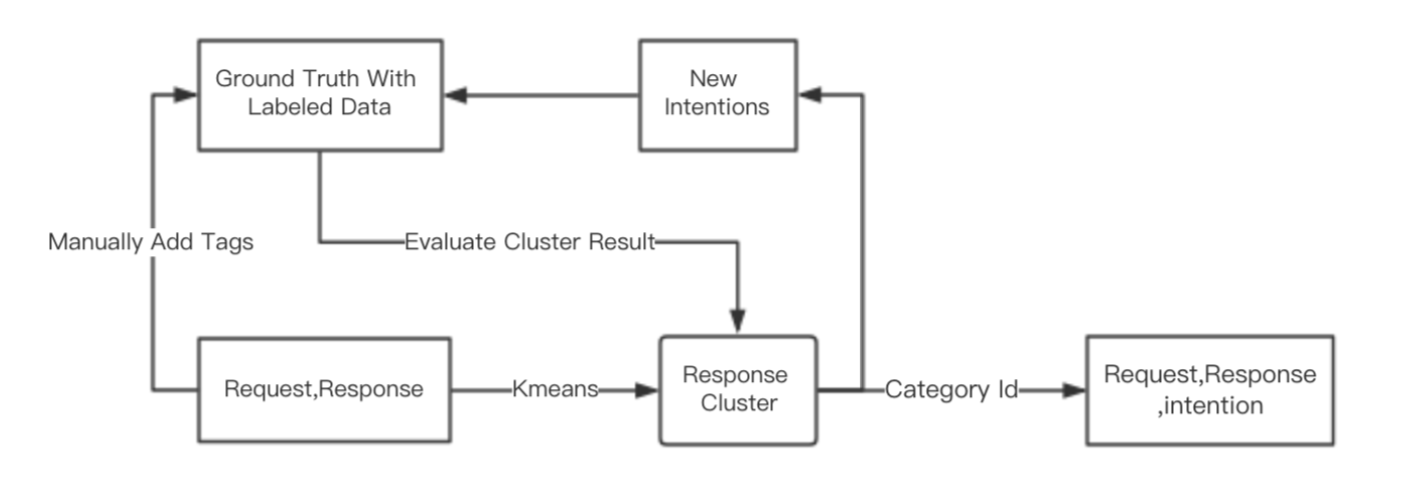 Ground Truth With
Labeled Data
New
Intentions
Manually Add Tags
Evaluate Cluster Result
Request,Response
Kmeans
Response
Cluster
Category Id
Request,Response
,intention